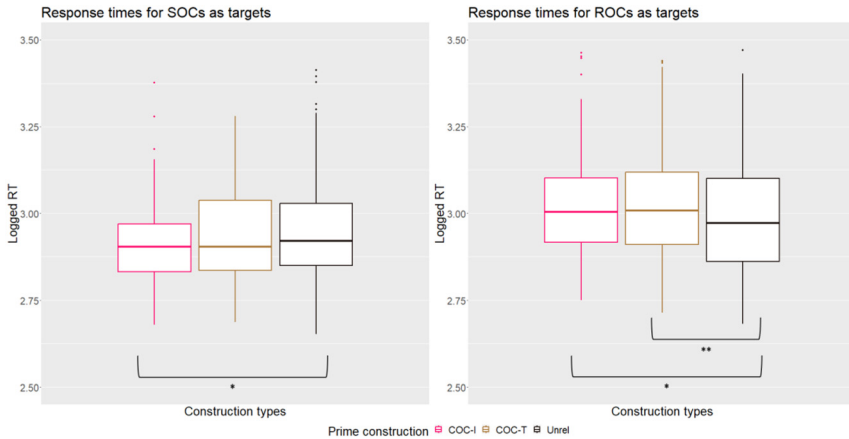 Response times for SOCs as targets
3.50
3.25
3.00
2.75
2.50
Logged RT
*
Construction types
Response times for ROCs as targets
3.50
3.25
3.00
2.75
2.50
Logged RT
**
*
Construction types
Prime construction COC-I COC-T Unrel